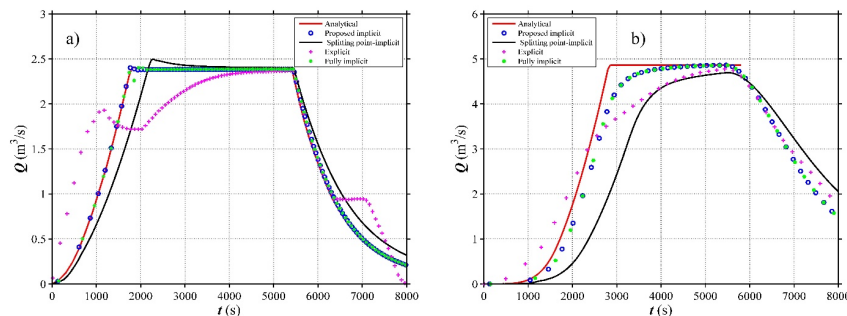 3
2.5
2
1.5
1
0.5
0
Q (m³/s)
a)
Analytical
Proposed implicit
Splitting point-implicit
Explicit
Fully implicit
0 1000 2000 3000 4000 5000 6000 7000 8000
t (s)
6
5
4
3
2
1
0
Q (m³/s)
b)
Analytical
Proposed implicit
Splitting point-implicit
Explicit
Fully implicit
0 1000 2000 3000 4000 5000 6000 7000 8000
t (s)